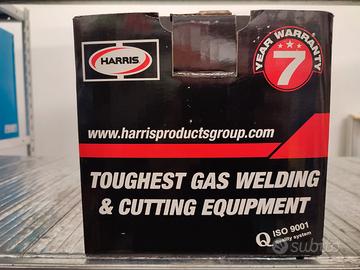 HARRIS
YEAR WARRANTY
7
www.harrisproductsgroup.com
TOUGHEST GAS WELDING
& CUTTING EQUIPMENT
Q ISO 9001
quality system
subito